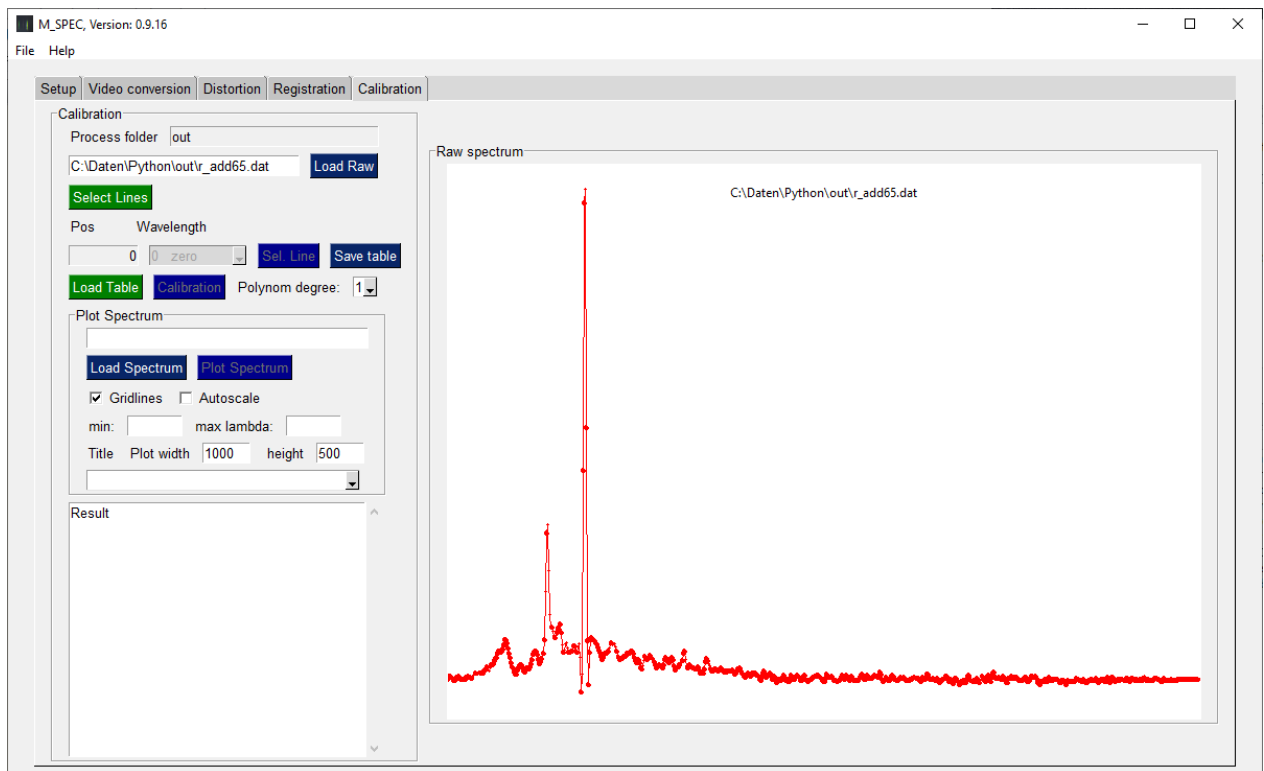 M_SPEC, Version: 0.9.16
File Help
Setup Video conversion Distortion Registration Calibration
Calibration
Process folder out
C:\Daten\Python\out\r_add65.dat Load Raw
Select Lines
Pos Wavelength
0 0 zero Sel. Line Save table
Load Table Calibration Polynom degree: 1
Plot Spectrum
Load Spectrum Plot Spectrum
Gridlines Autoscale
min: max lambda:
Title Plot width 1000 height 500
Result
Raw spectrum
C:\Daten\Python\out\r_add65.dat